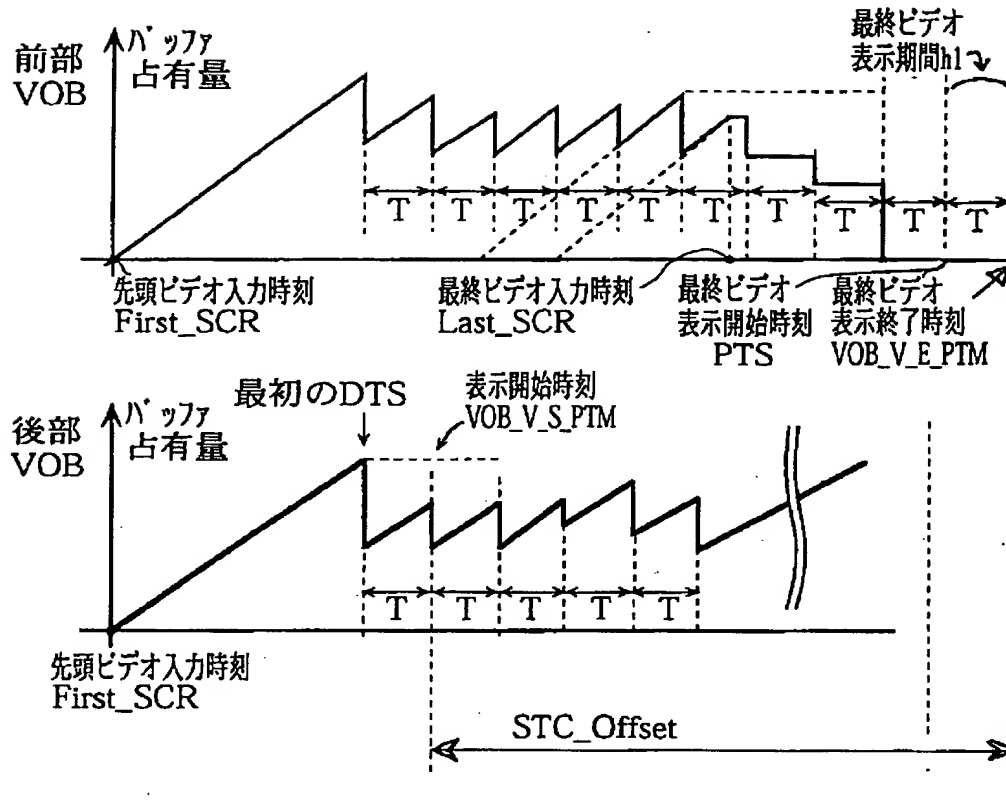 前部
VOB
バッファ
占有量
最終ビデオ
表示期間h1
T
T
T
T
T
T
T
T
T
T
先頭ビデオ入力時刻
First_SCR
最終ビデオ入力時刻
Last_SCR
最終ビデオ
表示開始時刻
PTS
最終ビデオ
表示終了時刻
VOB_V_E_PTM
後部
VOB
バッファ
占有量
最初のDTS
表示開始時刻
VOB_V_S_PTM
T
T
T
T
T
先頭ビデオ入力時刻
First_SCR
STC_Offset